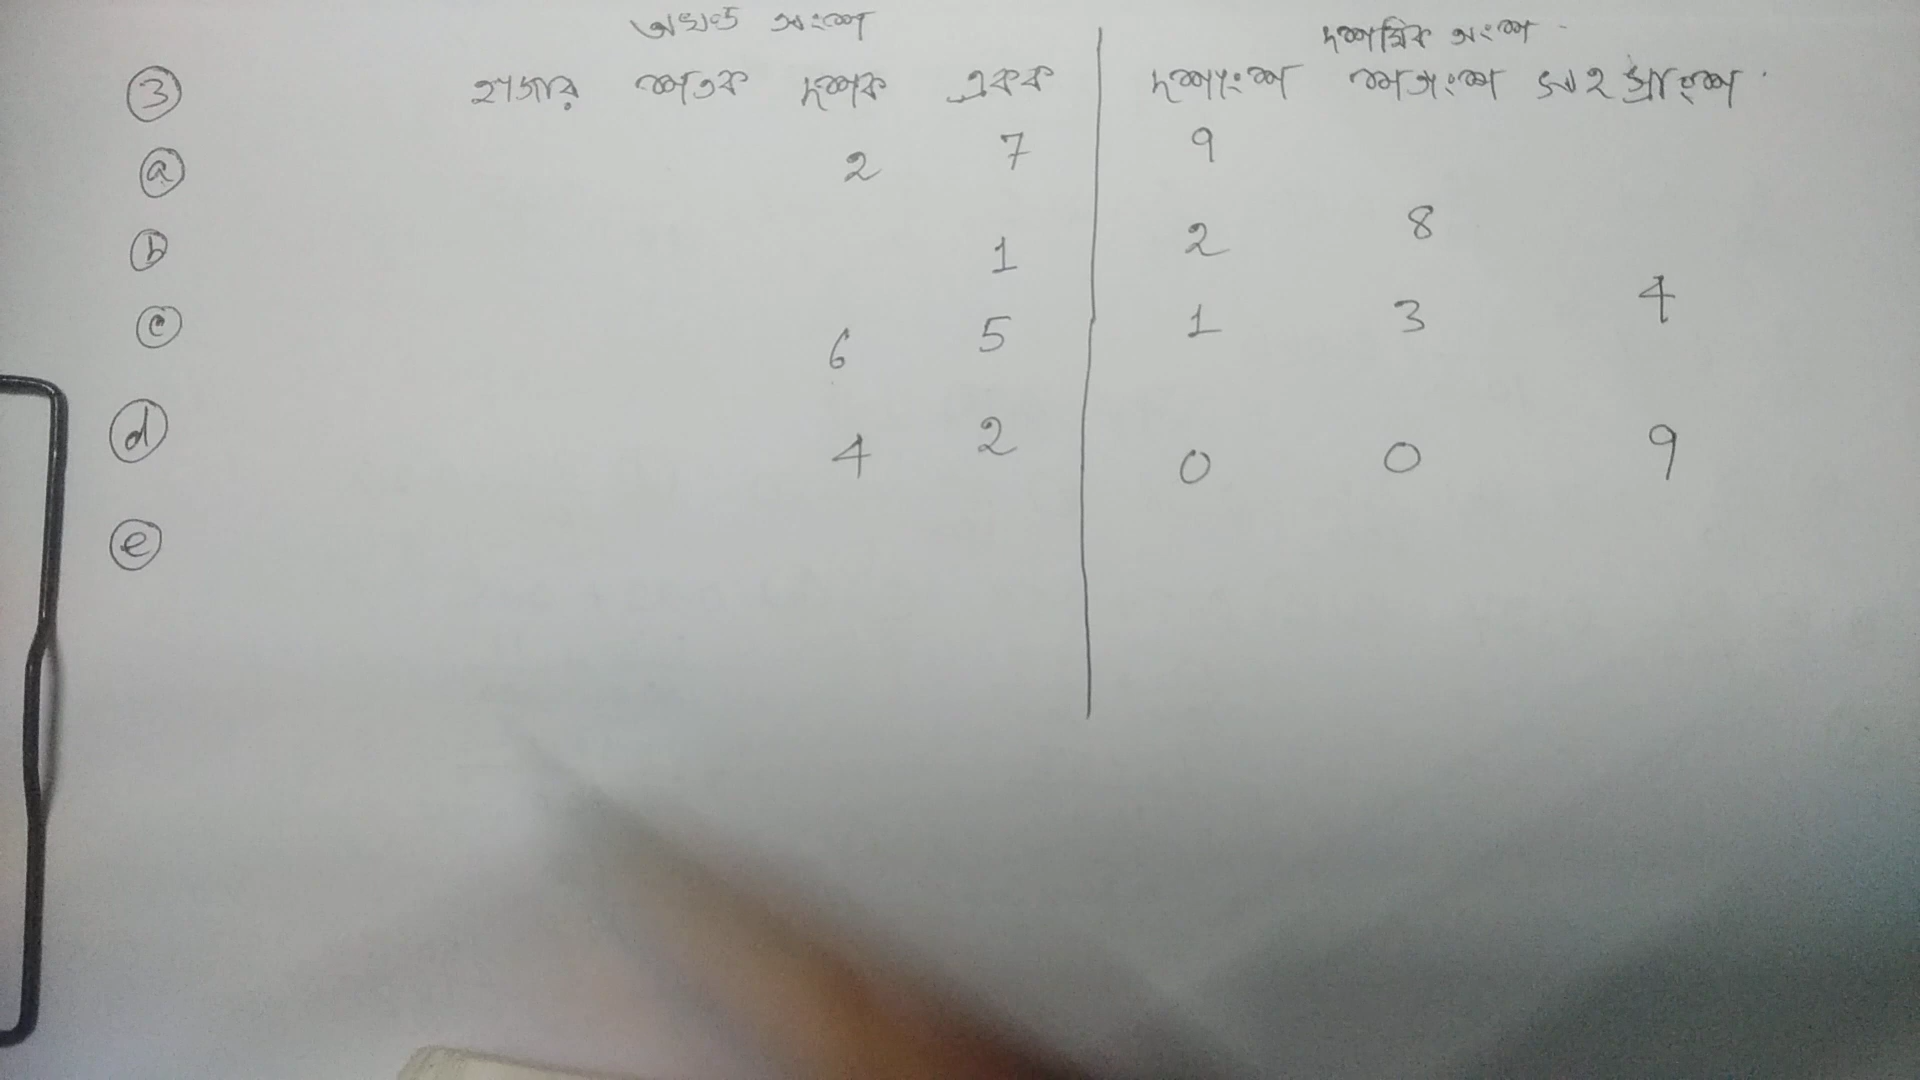 অখণ্ড অংশ দশমিক অংশ
③ হাজার শতক দশক একক দশাংশ শতাংশ সহস্রাংশ
ⓐ 2 7 9
ⓑ 1 2 8
ⓒ 6 5 1 3 4
ⓓ 4 2 0 0 9
ⓔ